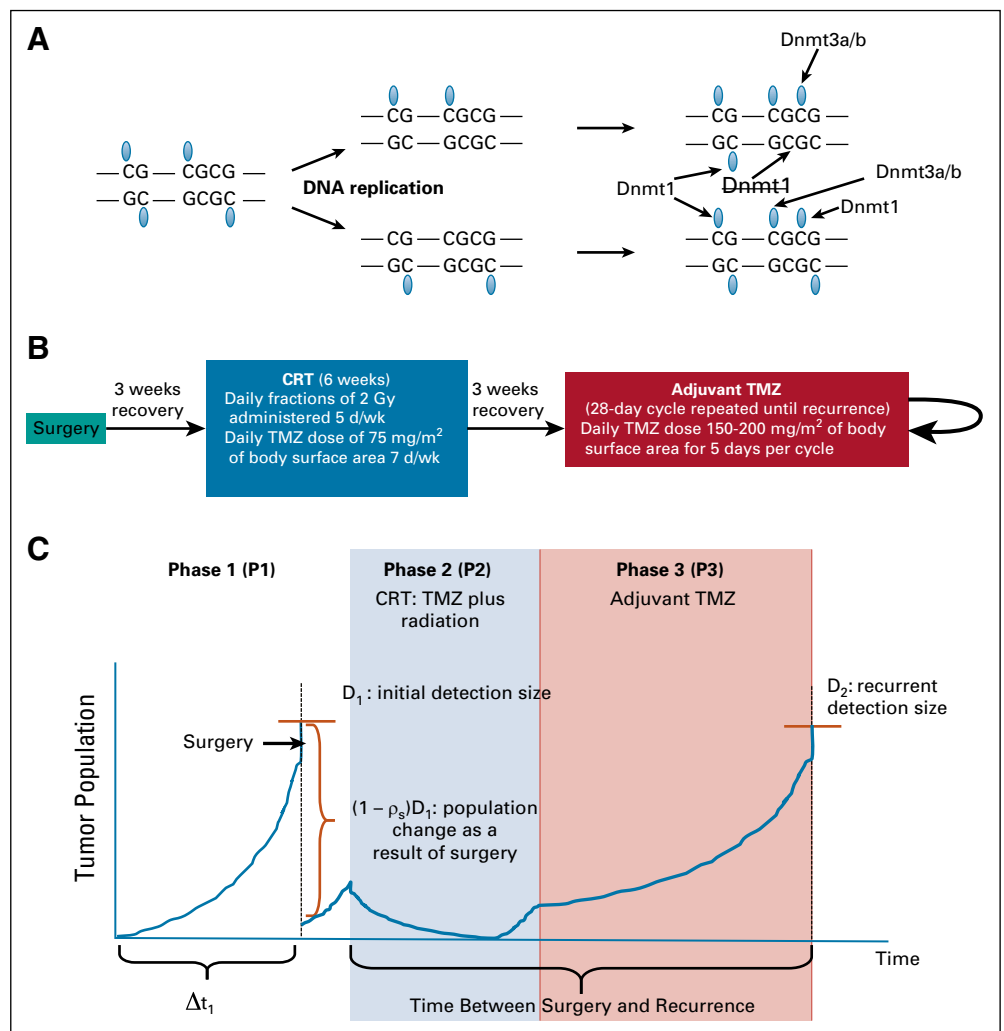 A
Dnmt3a/b
CG — CGCG
GC — GCGC
CG — CGCG
GC — GCGC
DNA replication
CG — CGCG
GC — GCGC
CG — CGCG
GC — GCGC
Dnmt1
Dnmt1
Dnmt3a/b
Dnmt1
CG — CGCG
GC — GCGC
B
Surgery
3 weeks
recovery
CRT (6 weeks)
Daily fractions of 2 Gy
administered 5 d/wk
Daily TMZ dose of 75 mg/m²
of body surface area 7 d/wk
3 weeks
recovery
Adjuvant TMZ
(28-day cycle repeated until recurrence)
Daily TMZ dose 150-200 mg/m² of body
surface area for 5 days per cycle
C
Phase 1 (P1)
Phase 2 (P2)
CRT: TMZ plus
radiation
Phase 3 (P3)
Adjuvant TMZ
Tumor Population
D₁: initial detection size
D₂: recurrent
detection size
Surgery
(1 – ρₛ)D₁: population
change as a
result of surgery
Time
Δt₁
Time Between Surgery and Recurrence